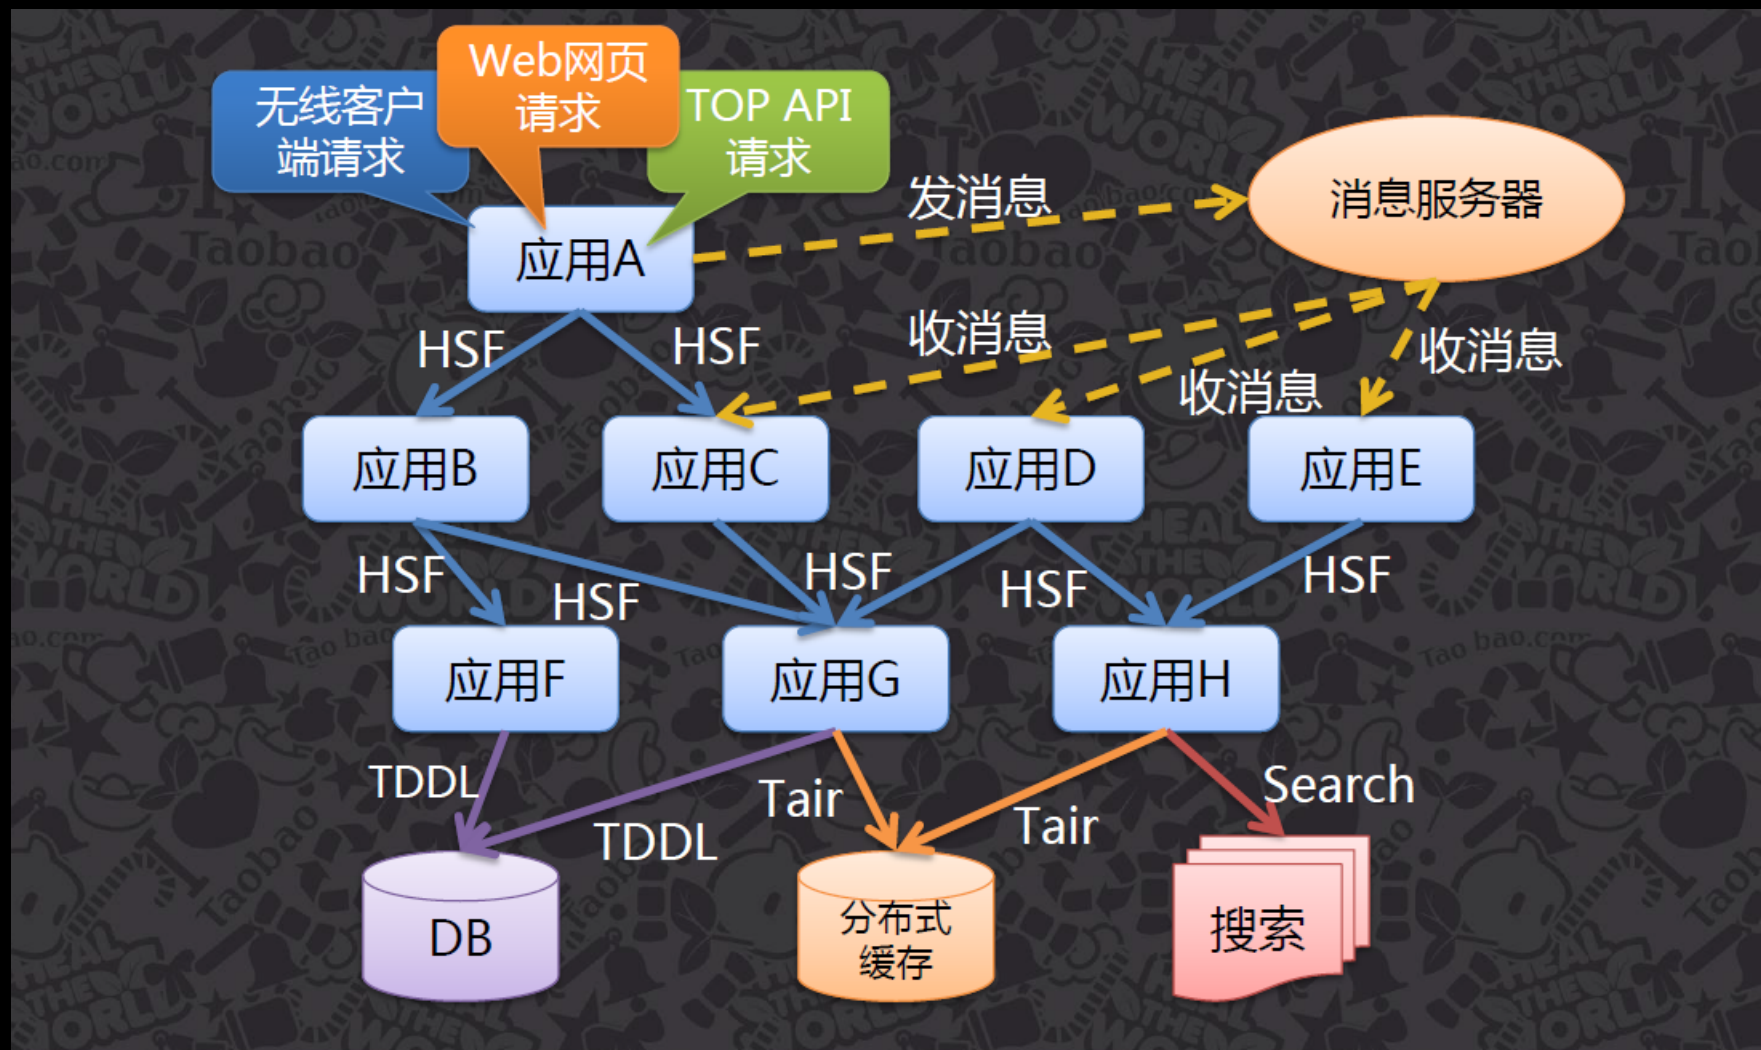 Web网页
请求
无线客户
端请求
TOP API
请求
发消息
消息服务器
应用A
HSF
HSF
收消息
收消息
收消息
应用B
应用C
应用D
应用E
HSF
HSF
HSF
HSF
HSF
应用F
应用G
应用H
TDDL
TDDL
Tair
Tair
Search
DB
分布式
缓存
搜索